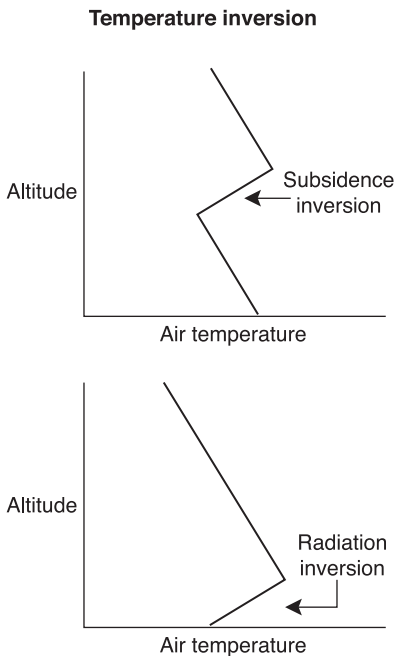 Temperature inversion
Altitude
Subsidence
inversion
Air temperature
Altitude
Radiation
inversion
Air temperature